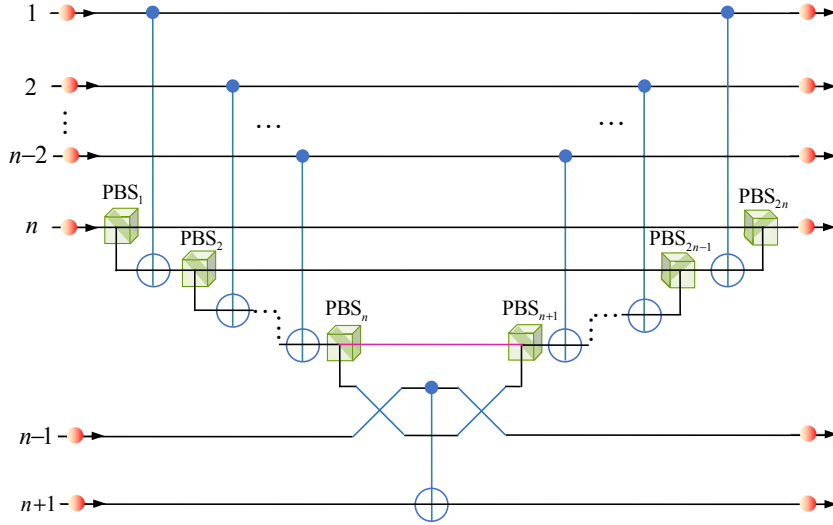 1
2
⋮
...
...
n−2
PBS₁
n
PBS₂ₙ
PBS₂
PBS₂ₙ₋₁
PBSₙ
PBSₙ₊₁
n−1
n+1